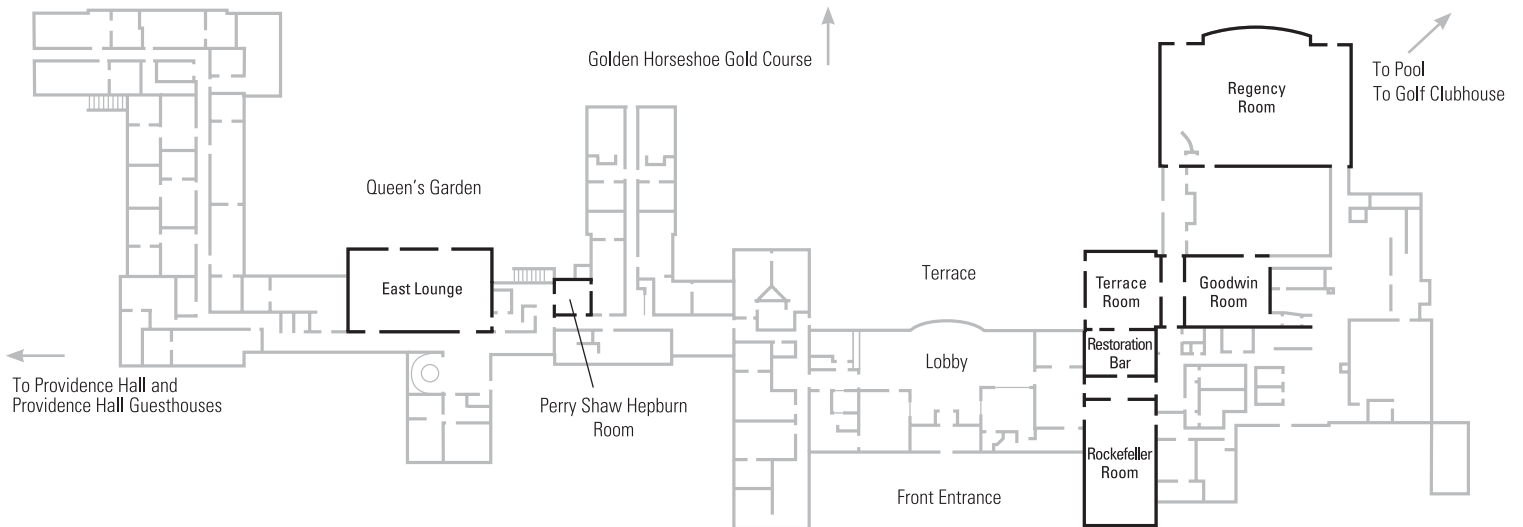 Golden Horseshoe Gold Course
To Pool
To Golf Clubhouse
Regency
Room
Queen's Garden
East Lounge
Terrace
Terrace
Room
Goodwin
Room
Restoration
Bar
Lobby
To Providence Hall and
Providence Hall Guesthouses
Perry Shaw Hepburn
Room
Rockefeller
Room
Front Entrance